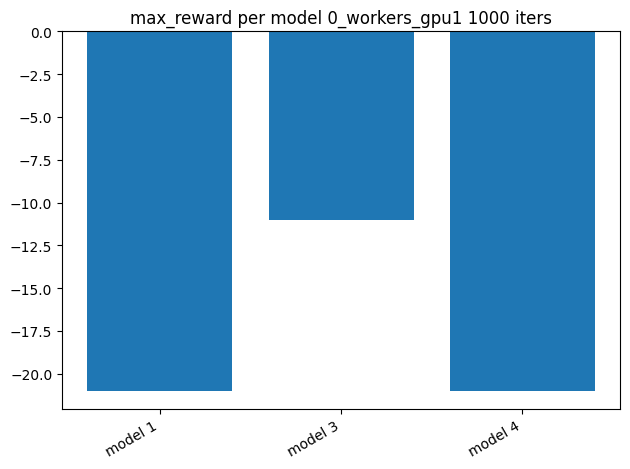 max_reward per model 0_workers_gpu1 1000 iters
0.0
−2.5
−5.0
−7.5
−10.0
−12.5
−15.0
−17.5
−20.0
model 1
model 3
model 4